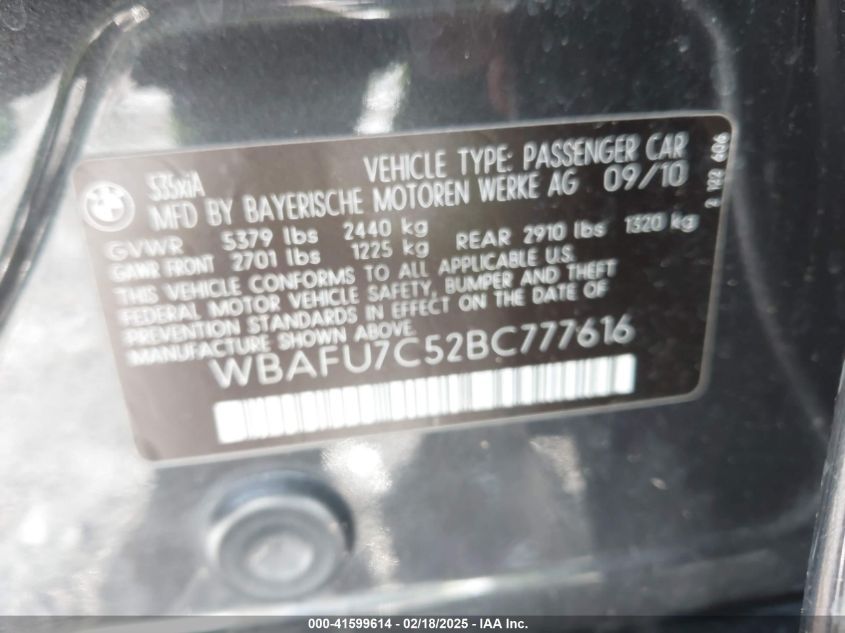 535xiA VEHICLE TYPE: PASSENGER CAR
MFD BY BAYERISCHE MOTOREN WERKE AG 09/10
GVWR 5379 lbs 2440 kg
GAWR FRONT 2701 lbs 1225 kg REAR 2910 lbs 1320 kg
THIS VEHICLE CONFORMS TO ALL APPLICABLE U.S.
FEDERAL MOTOR VEHICLE SAFETY, BUMPER AND THEFT
PREVENTION STANDARDS IN EFFECT ON THE DATE OF
MANUFACTURE SHOWN ABOVE.
WBAFU7C52BC777616
BMW
000-41599614 - 02/18/2025 - IAAI.COM